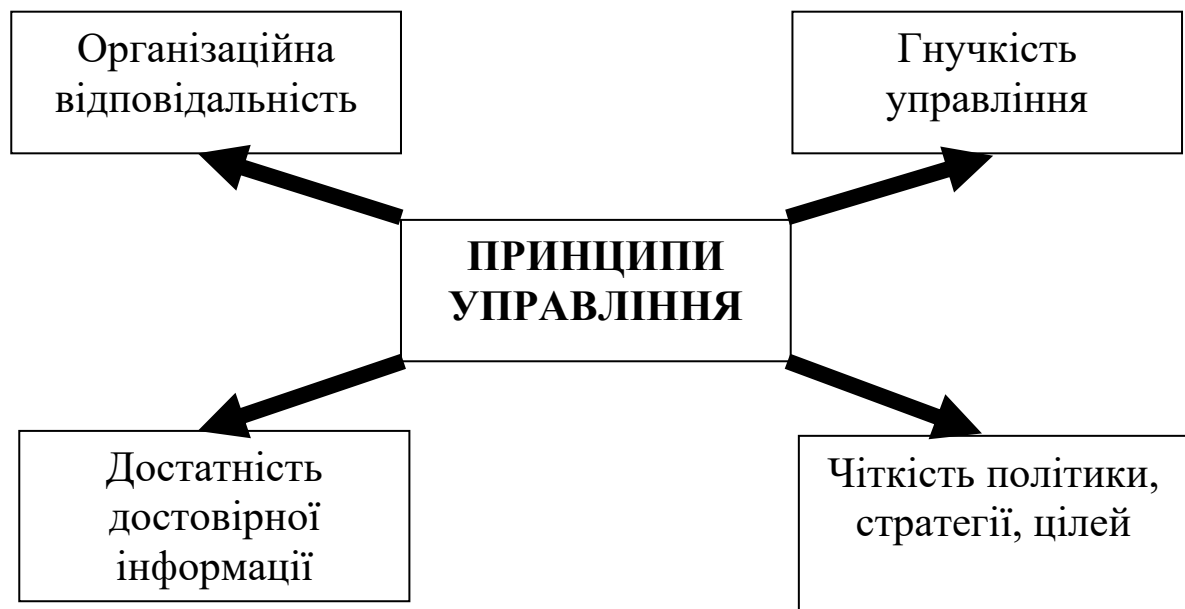 Організаційна
відповідальність
Гнучкість
управління
ПРИНЦИПИ
УПРАВЛІННЯ
Достатність
достовірної
інформації
Чіткість політики,
стратегії, цілей